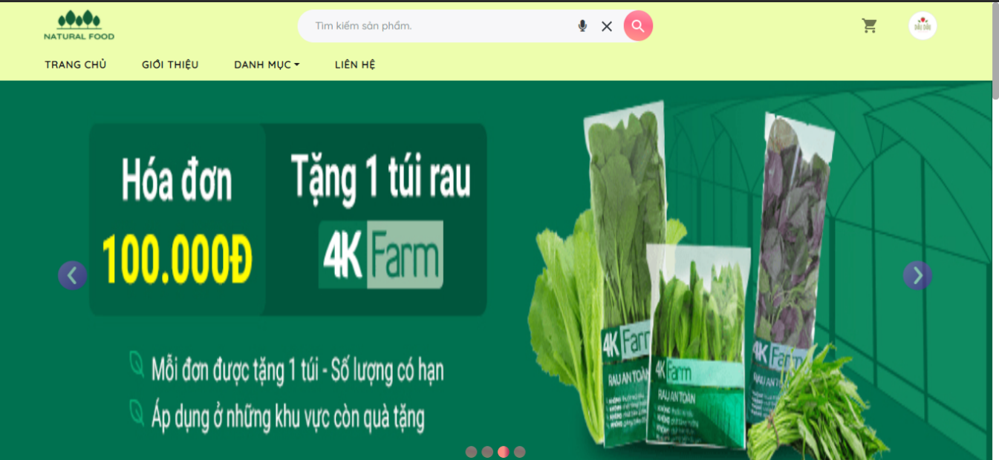 NATURAL FOOD
Tìm kiếm sản phẩm.
DẤU DẤU
TRANG CHỦ
GIỚI THIỆU
DANH MỤC
LIÊN HỆ
Hóa đơn
100.000Đ
Tặng 1 túi rau
4K Farm
Mỗi đơn được tặng 1 túi - Số lượng có hạn
Áp dụng ở những khu vực còn quà tặng
4K Farm
RAU AN TOÀN
4K Farm
RAU AN TOÀN
4K Farm
RAU AN